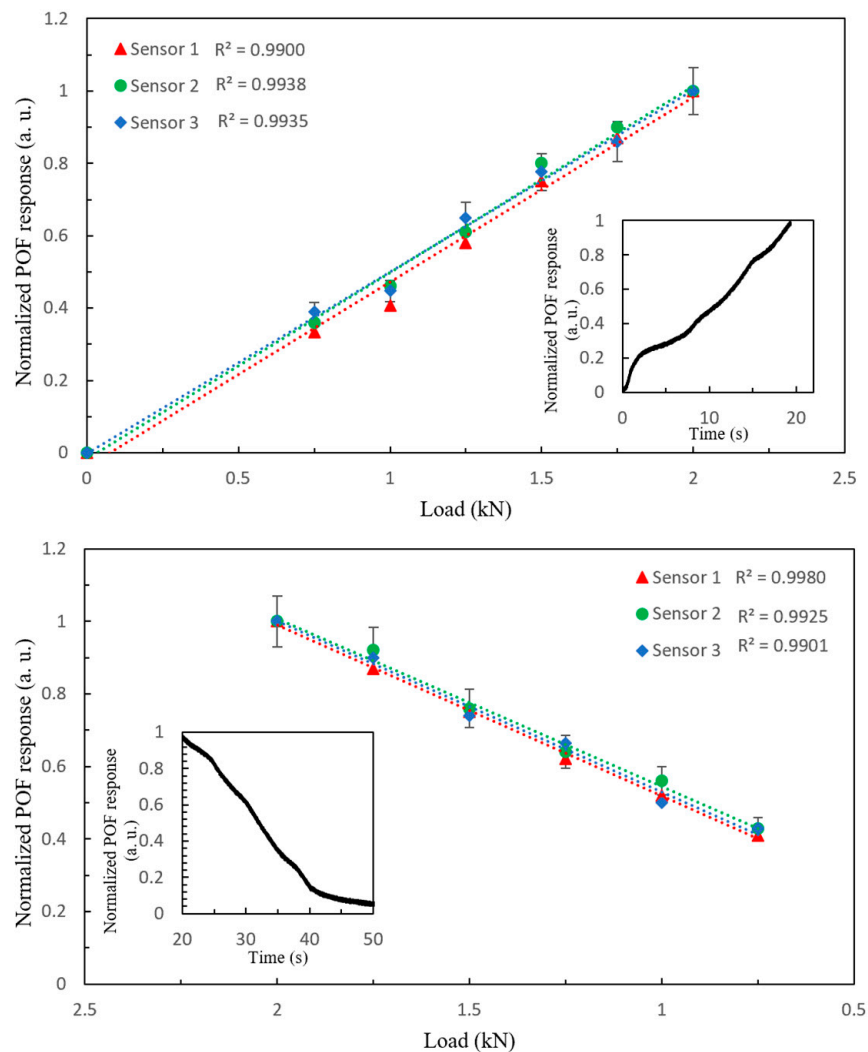 1.2
1
0.8
0.6
0.4
0.2
0
Normalized POF response (a. u.)
Sensor 1 R² = 0.9900
Sensor 2 R² = 0.9938
Sensor 3 R² = 0.9935
0 0.5 1 1.5 2 2.5
Load (kN)
Normalized POF response
(a. u.)
1
0.8
0.6
0.4
0.2
0
0 10 20
Time (s)
1.2
1
0.8
0.6
0.4
0.2
0
Normalized POF response (a. u.)
Sensor 1 R² = 0.9980
Sensor 2 R² = 0.9925
Sensor 3 R² = 0.9901
Normalized POF response
(a. u.)
1
0.8
0.6
0.4
0.2
0
20 30 40 50
Time (s)
2.5 2 1.5 1 0.5
Load (kN)